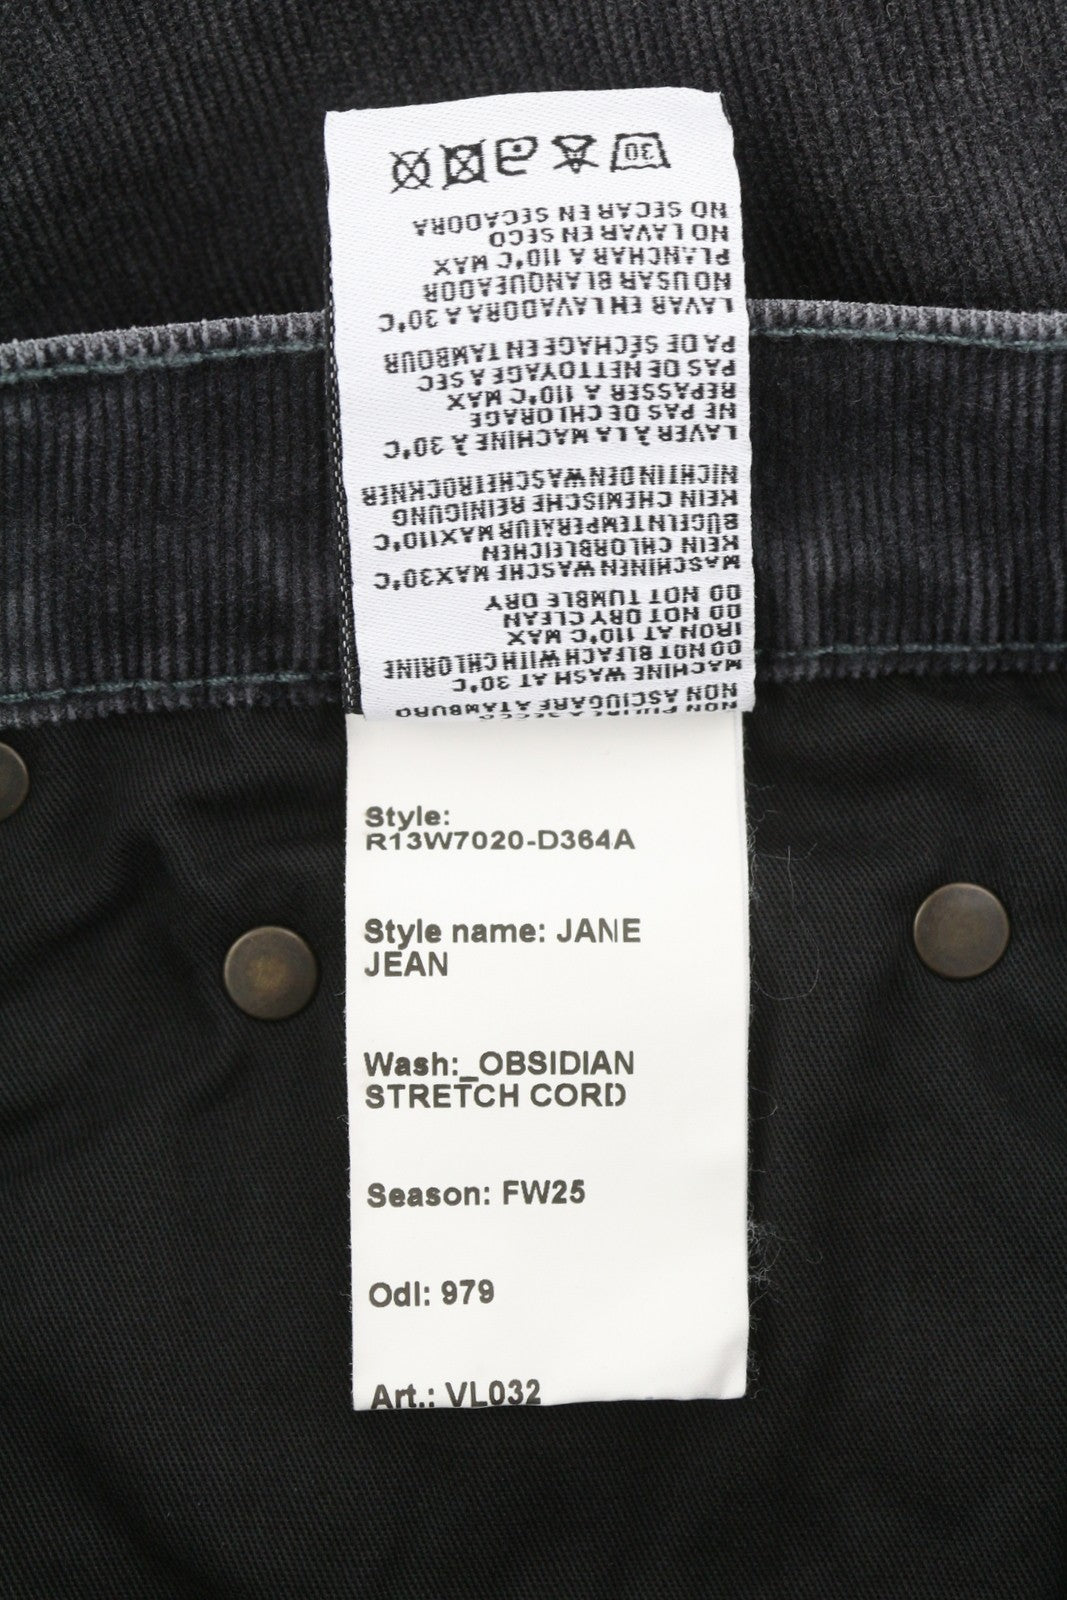 30
NON ASCIUGARE A TAMBURO
MACHINE WASH AT 30°C
DO NOT BLEACH WITH CHLORINE
IRON AT 110°C MAX
DO NOT DRY CLEAN
DO NOT TUMBLE DRY
MASCHINEN WASCHE MAX30°C
KEIN CHLORBLEICHEN
BÜGELNTEMPERATUR MAX110°C
KEIN CHEMISCHE REINIGUNG
NICHT IN DEN WASCHETROCKNER
LAVER À LA MACHINE À 30°C
NE PAS DE CHLORAGE
REPASSER A 110°C MAX
PAS DE NETTOYAGE A SEC
PA DE SÉCHAGE EN TAMBOUR
LAVAR EN LAVADORA A 30°C
NO USAR BLANQUEADOR
PLANCHAR A 110°C MAX
NO LAVAR EN SECO
NO SECAR EN SECADORA
Style:
R13W7020-D364A
Style name: JANE
JEAN
Wash:_OBSIDIAN
STRETCH CORD
Season: FW25
Odl: 979
Art.: VL032